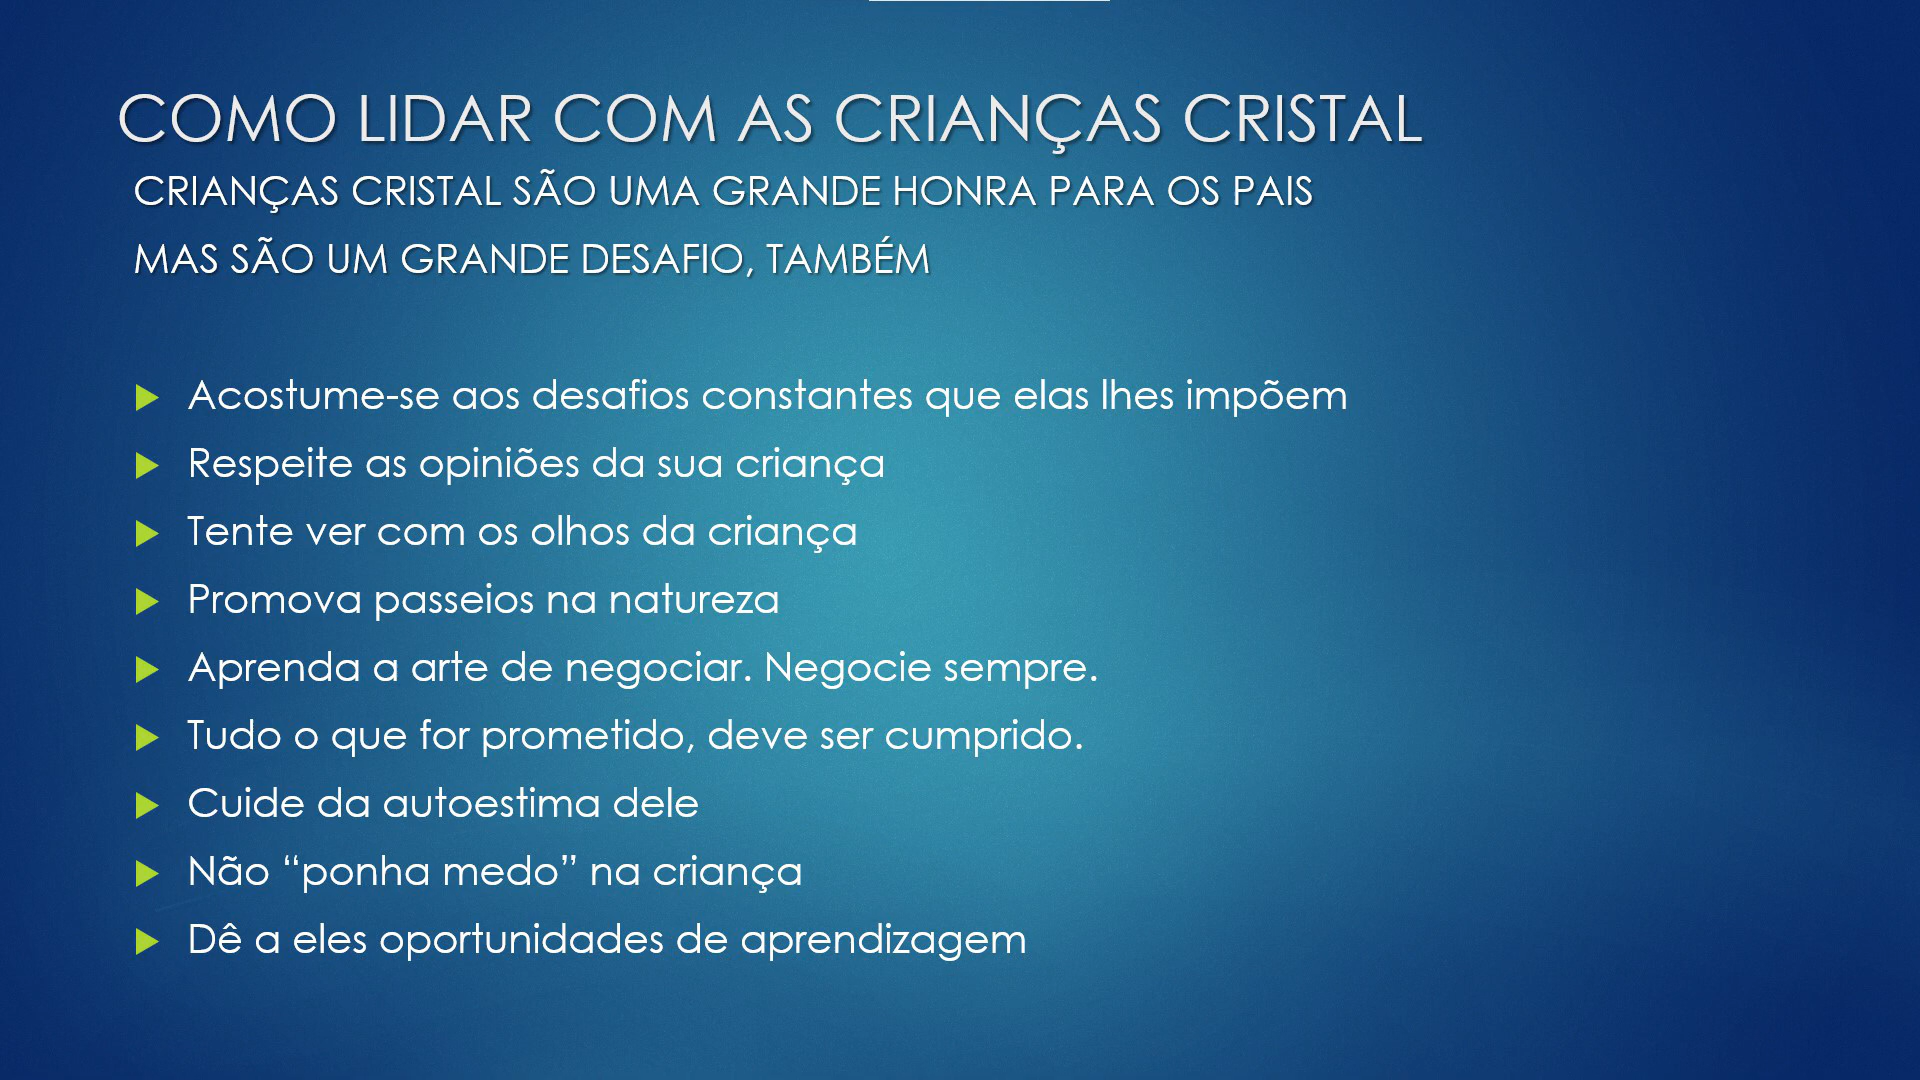 COMO LIDAR COM AS CRIANÇAS CRISTAL
CRIANÇAS CRISTAL SÃO UMA GRANDE HONRA PARA OS PAIS
MAS SÃO UM GRANDE DESAFIO, TAMBÉM
Acostume-se aos desafios constantes que elas lhes impõem
Respeite as opiniões da sua criança
Tente ver com os olhos da criança
Promova passeios na natureza
Aprenda a arte de negociar. Negocie sempre.
Tudo o que for prometido, deve ser cumprido.
Cuide da autoestima dele
Não “ponha medo” na criança
Dê a eles oportunidades de aprendizagem